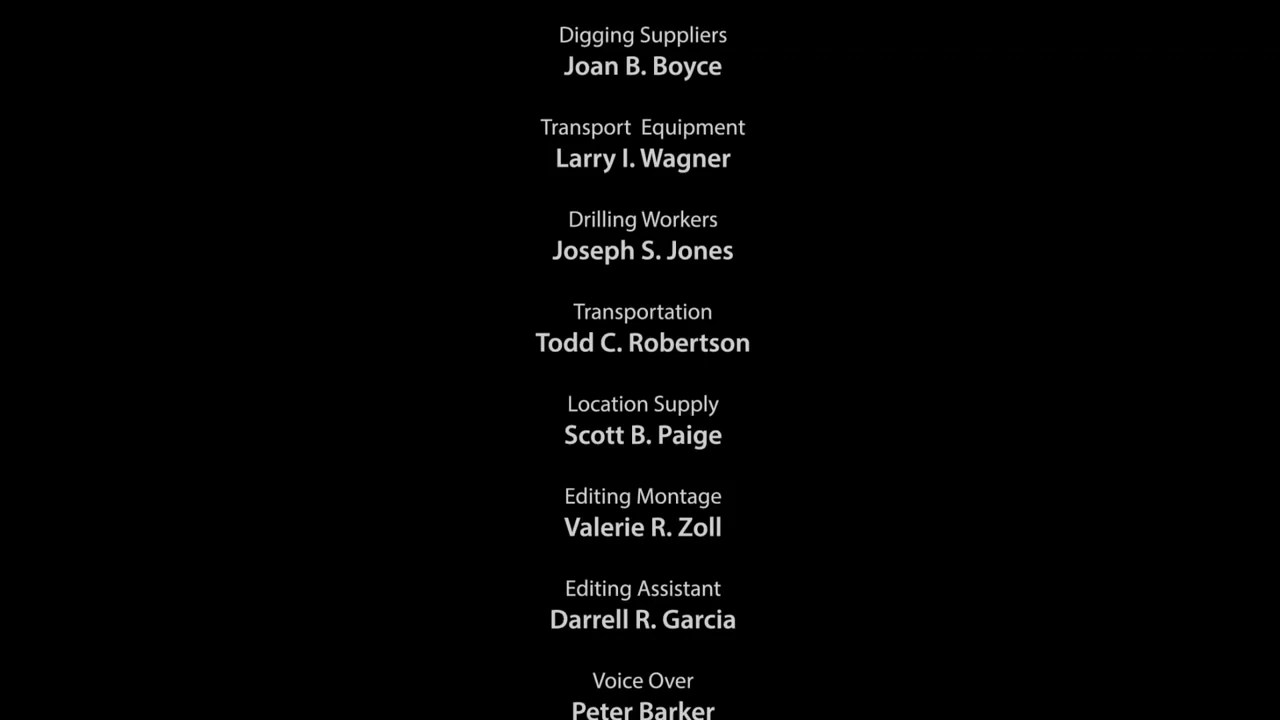 Digging Suppliers
Joan B. Boyce
Transport  Equipment
Larry I. Wagner
Drilling Workers
Joseph S. Jones
Transportation
Todd C. Robertson
Location Supply
Scott B. Paige
Editing Montage
Valerie R. Zoll
Editing Assistant
Darrell R. Garcia
Voice Over
Peter Barker